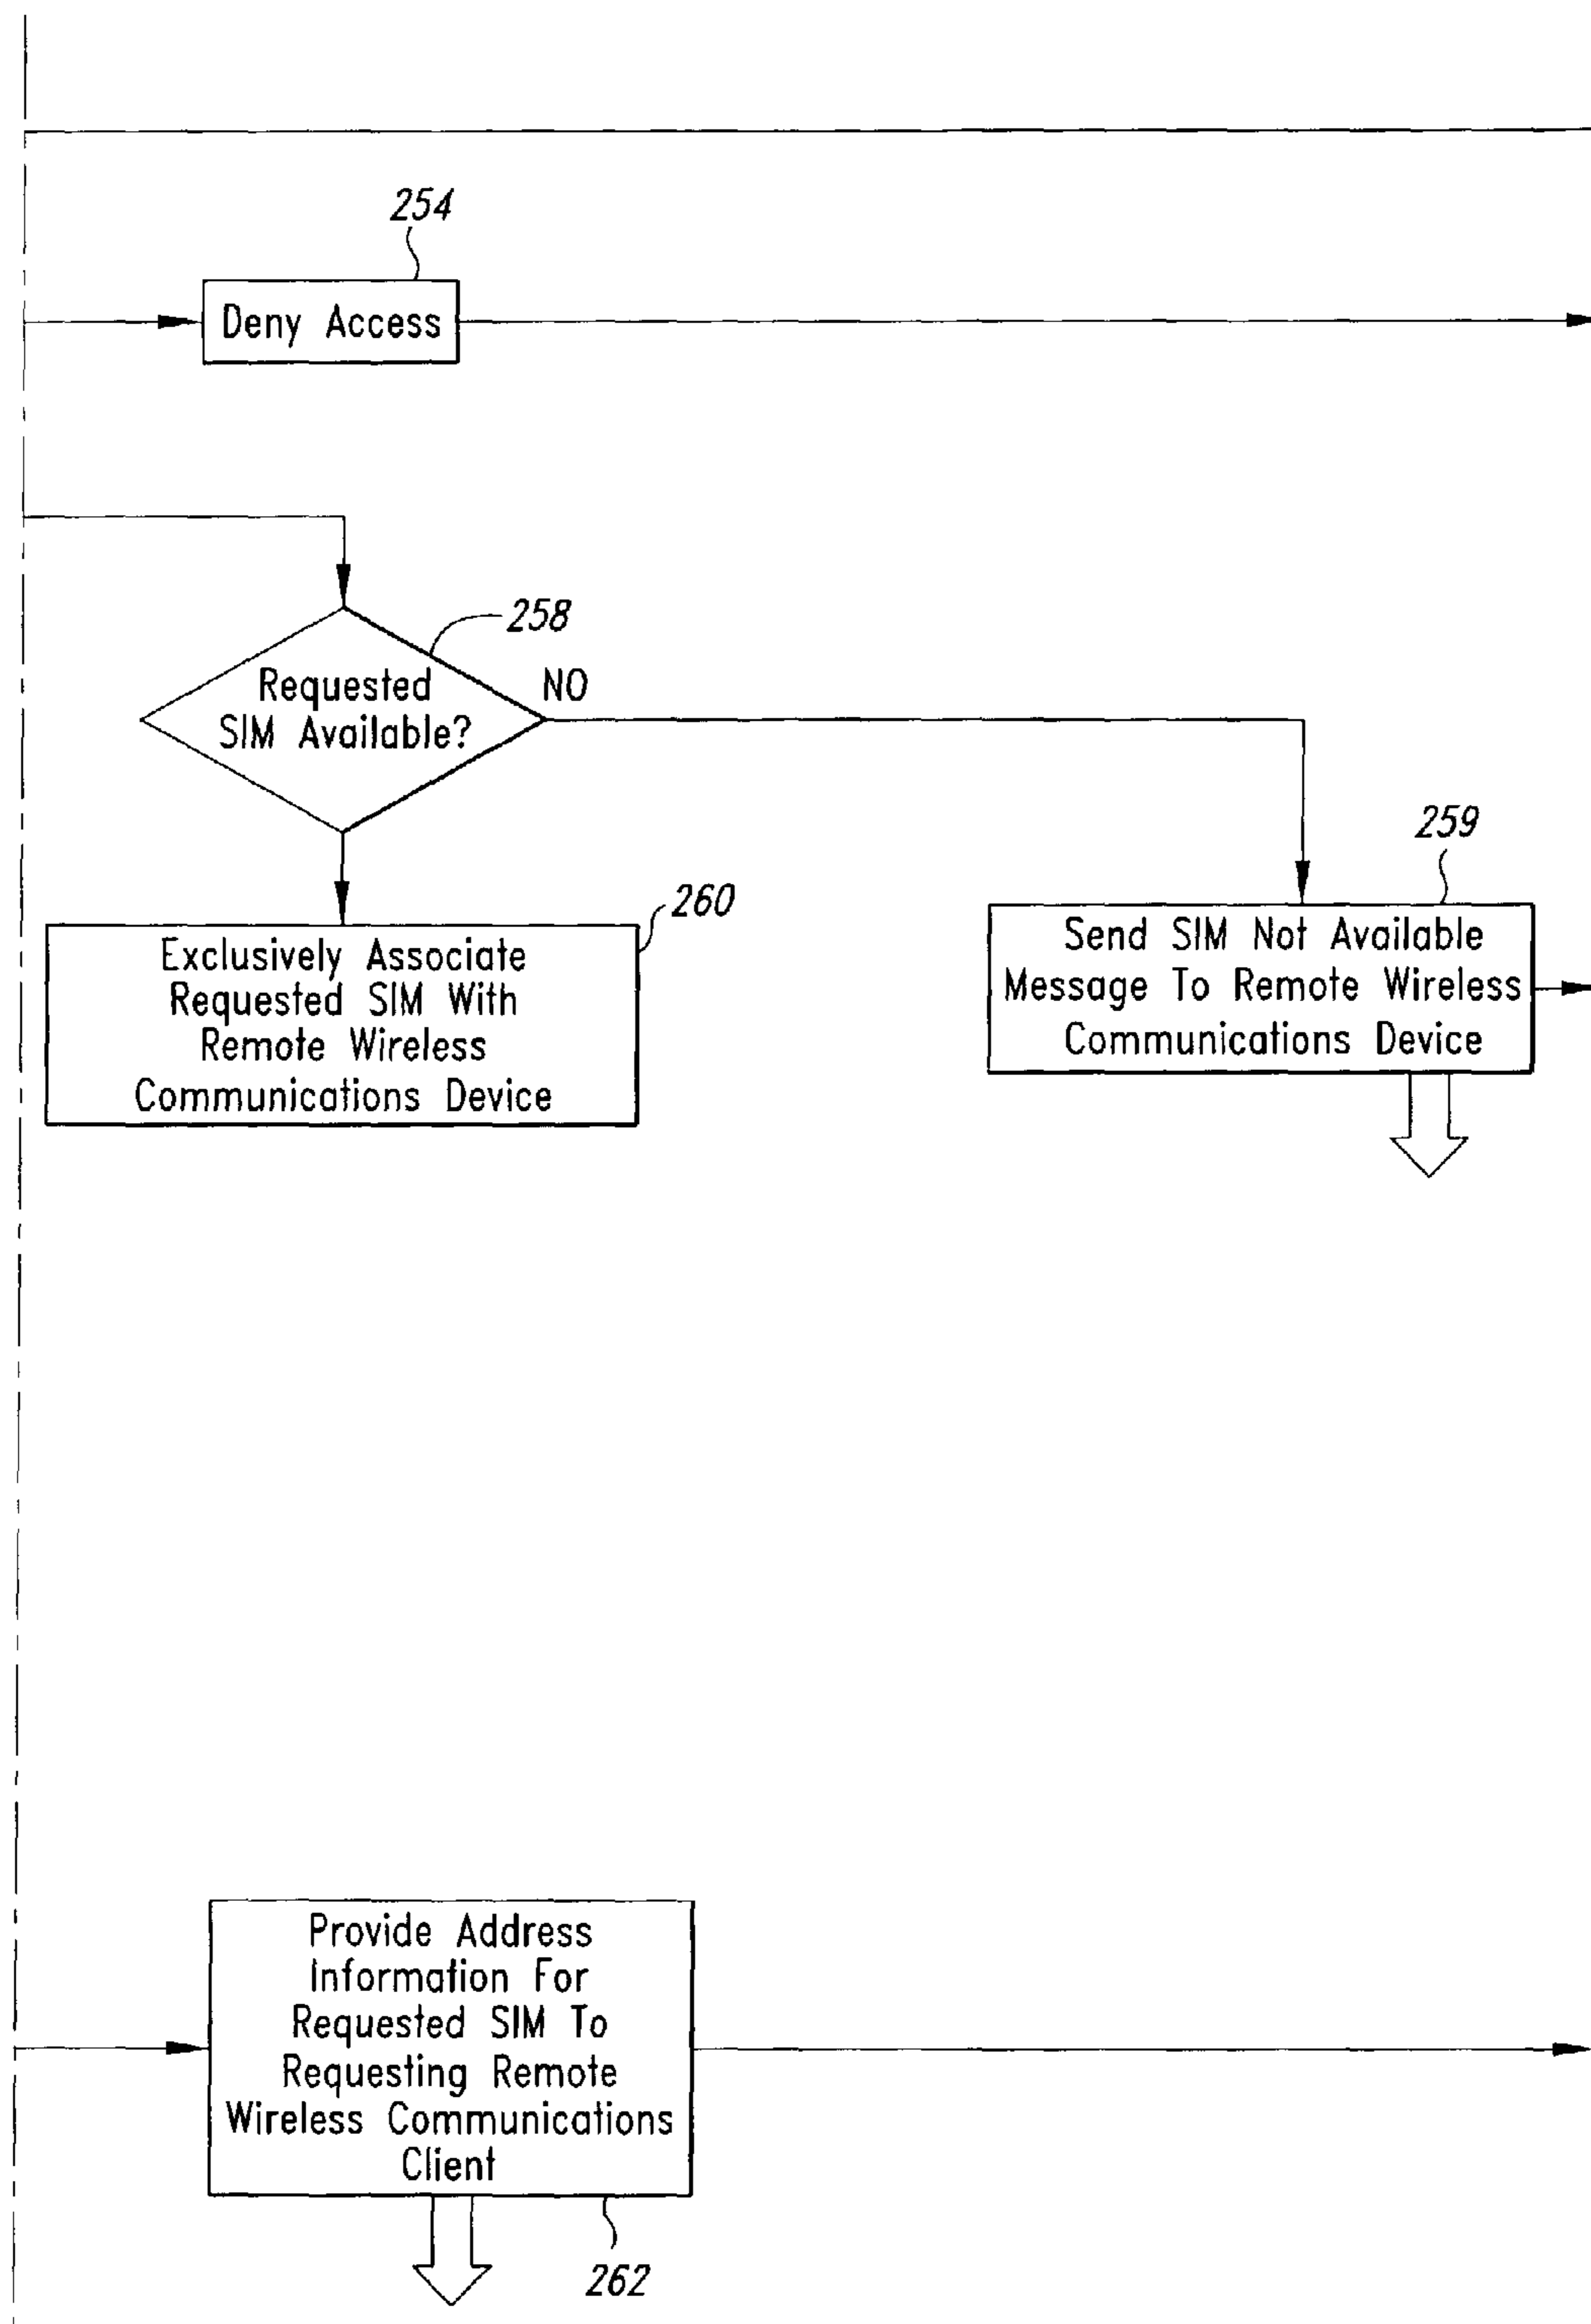 254
Deny Access
258
Requested
SIM Available?
NO
259
Send SIM Not Available
Message To Remote Wireless
Communications Device
260
Exclusively Associate
Requested SIM With
Remote Wireless
Communications Device
Provide Address
Information For
Requested SIM To
Requesting Remote
Wireless Communications
Client
262